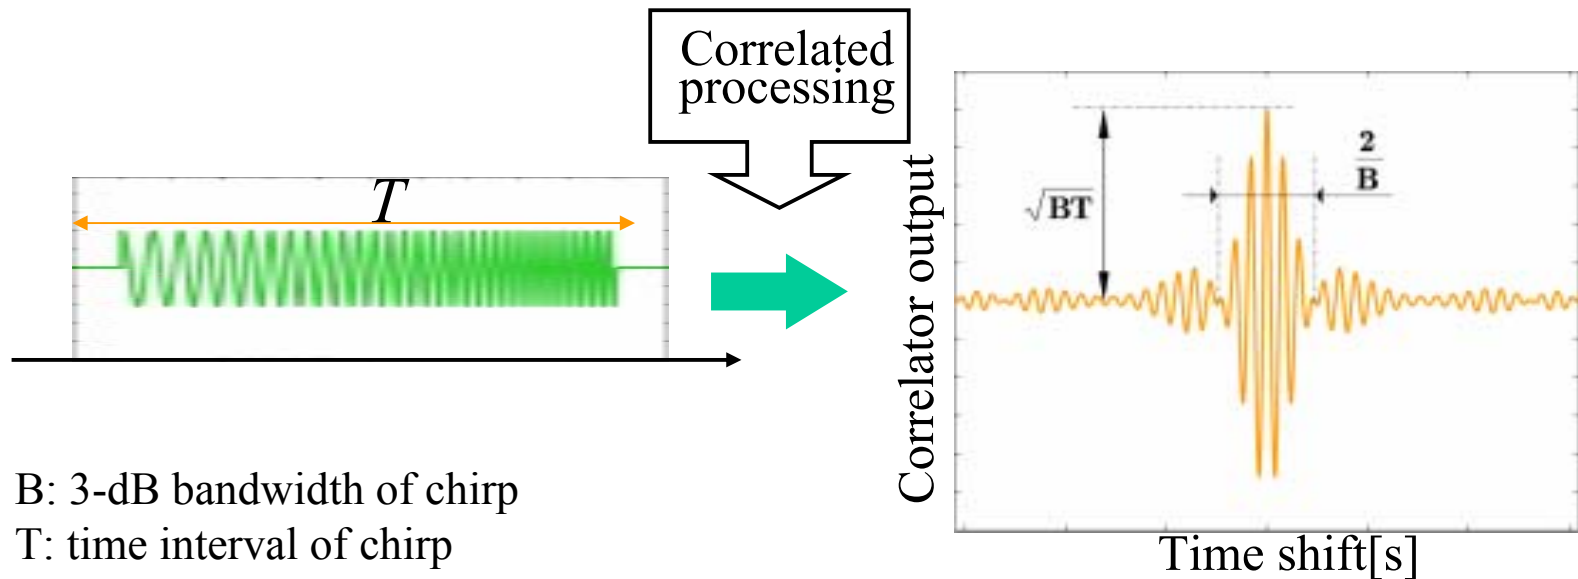 Correlated
processing
T
B: 3-dB bandwidth of chirp
T: time interval of chirp
Correlator output
√BT
2
B
Time shift[s]